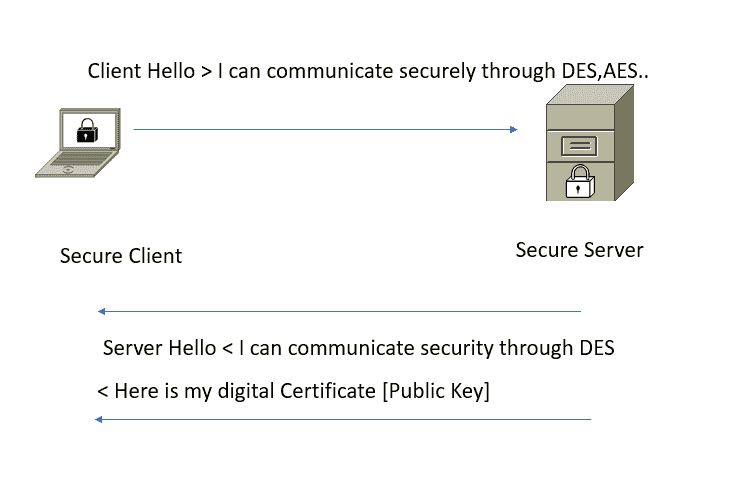 Client Hello > I can communicate securely through DES,AES..
Secure Client
Secure Server
Server Hello < I can communicate security through DES
< Here is my digital Certificate [Public Key]